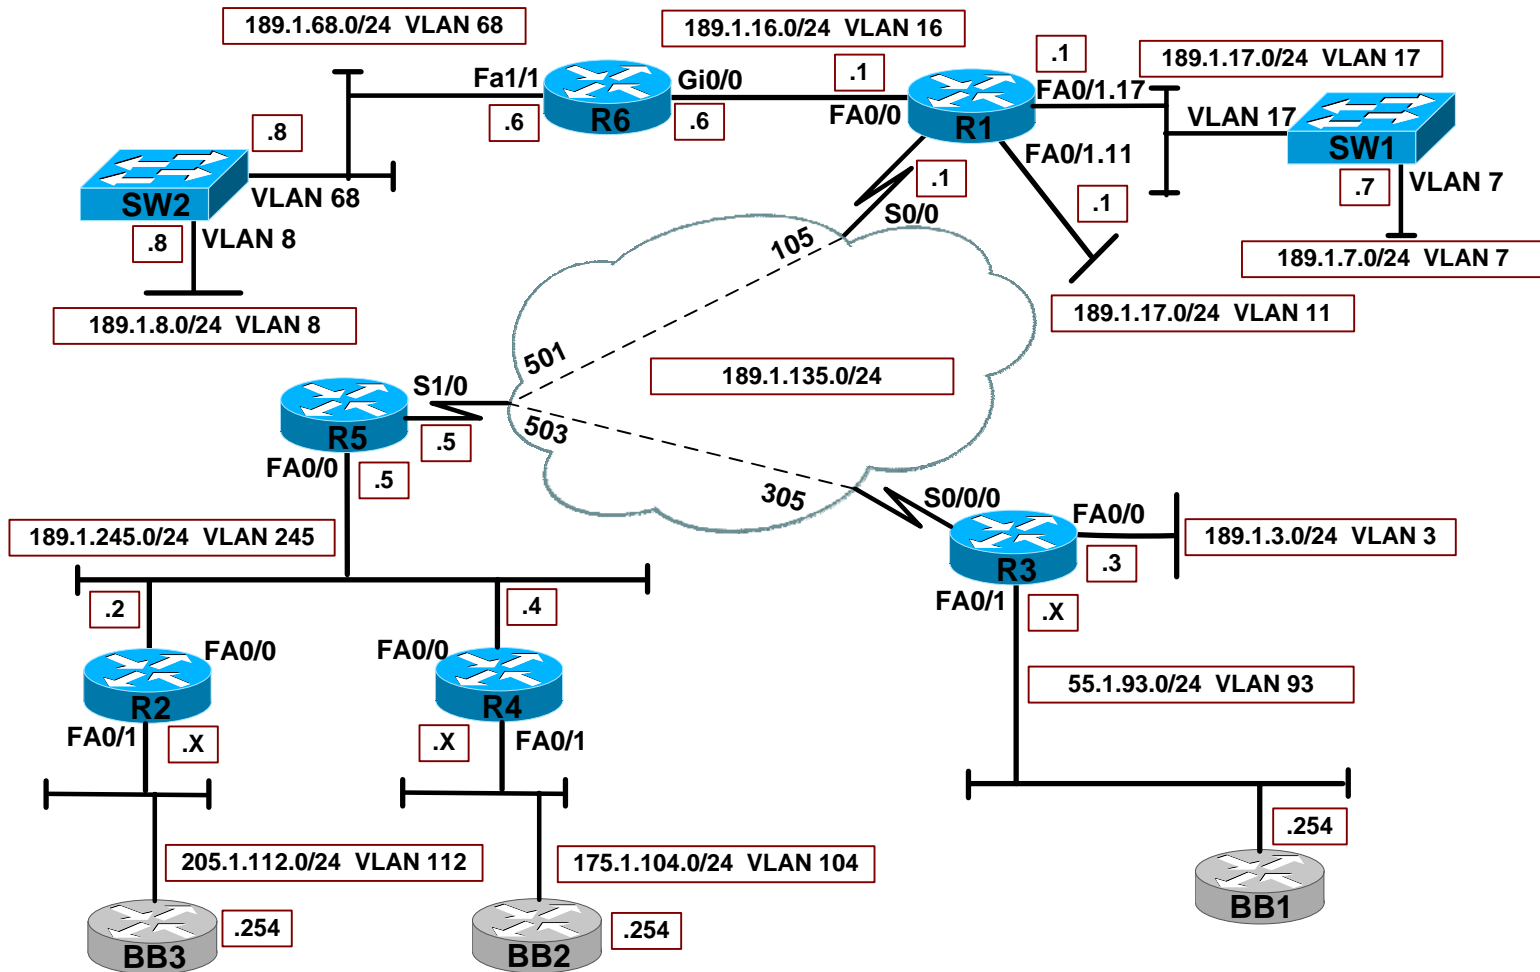 189.1.68.0/24 VLAN 68
189.1.16.0/24 VLAN 16
189.1.17.0/24 VLAN 17
Fa1/1
.6
R6
Gi0/0
.6
.1
FA0/0
R1
.1
FA0/1.17
VLAN 17
SW1
.7
VLAN 7
189.1.7.0/24 VLAN 7
FA0/1.11
.1
189.1.17.0/24 VLAN 11
.1
S0/0
.8
SW2
VLAN 68
.8
VLAN 8
189.1.8.0/24 VLAN 8
105
501
189.1.135.0/24
503
305
S1/0
.5
R5
FA0/0
.5
S0/0/0
R3
FA0/0
.3
189.1.3.0/24 VLAN 3
FA0/1
.X
55.1.93.0/24 VLAN 93
.254
BB1
189.1.245.0/24 VLAN 245
.2
FA0/0
R2
FA0/1
.X
.4
FA0/0
R4
.X
FA0/1
205.1.112.0/24 VLAN 112
175.1.104.0/24 VLAN 104
BB3
.254
BB2
.254